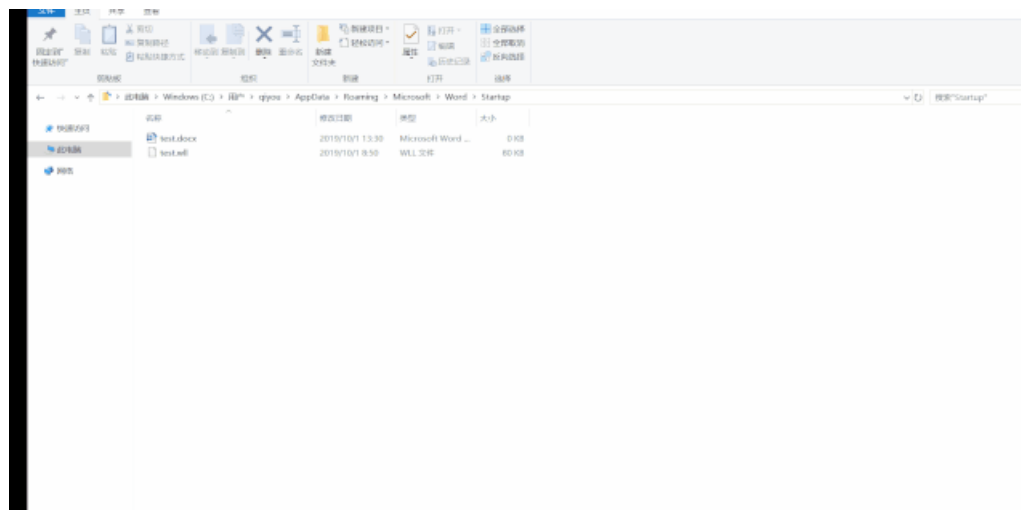 文件 主页 共享 查看
固定到" 快速访问" 复制 粘贴 剪切 复制路径 粘贴快捷方式 移动到 复制到 删除 重命名 新建 文件夹 新建项目 轻松访问 属性 打开 编辑 历史记录 全部选择 全部取消 反向选择
剪贴板 组织 新建 打开 选择
此电脑 > Windows (C:) > 用户 > qiyou > AppData > Roaming > Microsoft > Word > Startup 搜索"Startup"
名称 修改日期 类型 大小
快速访问
test.docx 2019/10/1 13:30 Microsoft Word ... 0 KB
此电脑
test.wll 2019/10/1 8:50 WLL 文件 60 KB
网络